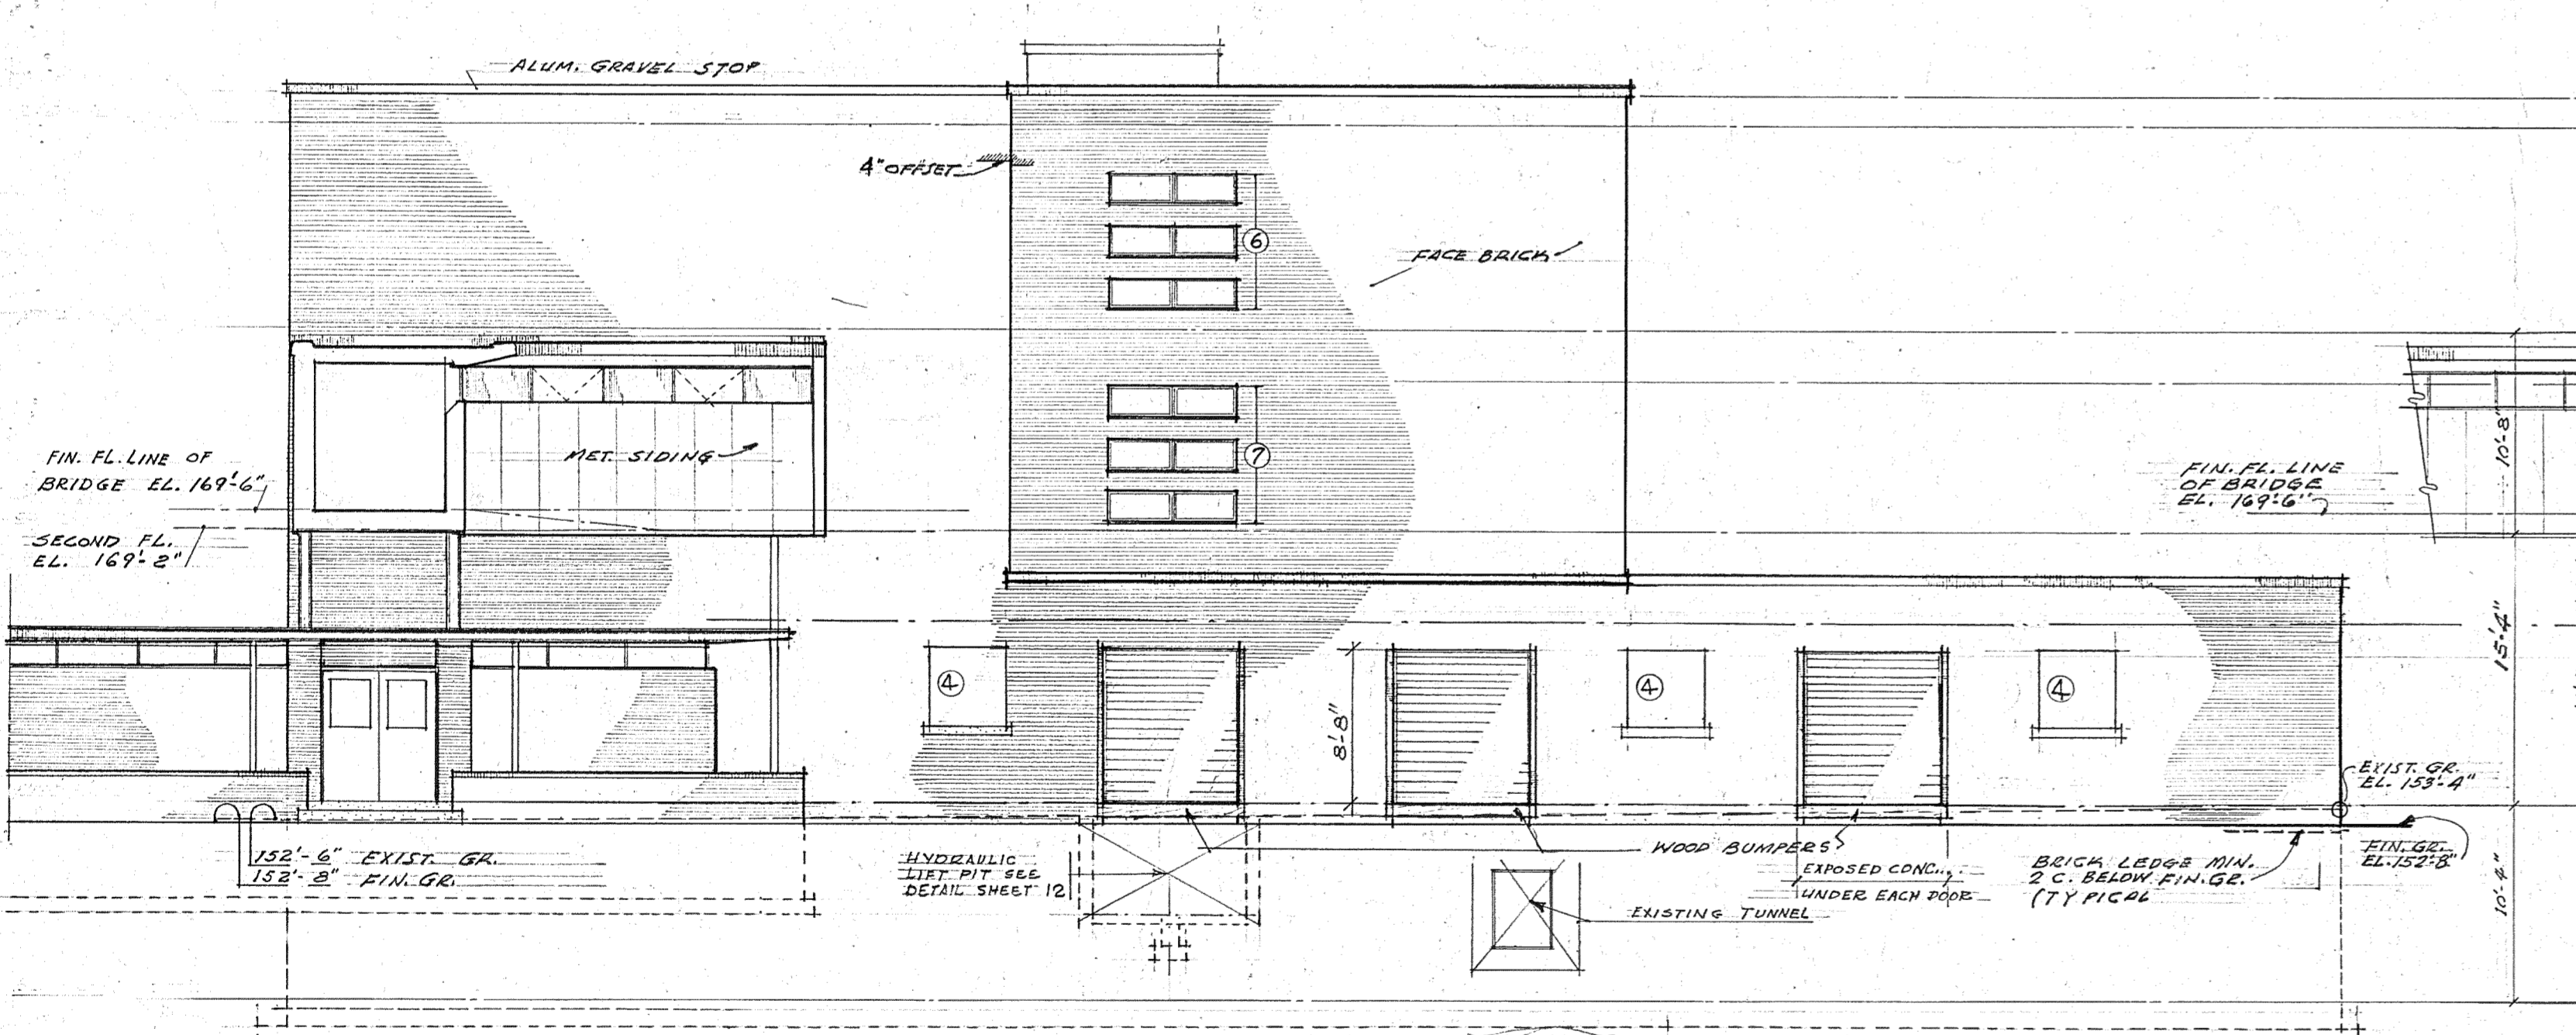 ALUM. GRAVEL STOP
4" OFFSET
6
FACE BRICK
FIN. FL. LINE OF
BRIDGE EL. 169'-6"
MET. SIDING
7
FIN. FL. LINE
OF BRIDGE
EL. 169'-6"
10'-8"
SECOND FL.
EL. 169'-2"
15'-4"
4
8'-8"
4
4
EXIST. GR.
EL. 153'-4"
152'-6" EXIST. GR.
152'-8" FIN. GR.
HYDRAULIC
LIFT PIT SEE
DETAIL SHEET 12
WOOD BUMPERS
EXPOSED CONC.
UNDER EACH DOOR
EXISTING TUNNEL
BRICK LEDGE MIN.
2 C. BELOW FIN. GR.
(TYPICAL
FIN. GR.
EL. 152'-8"
10'-4"